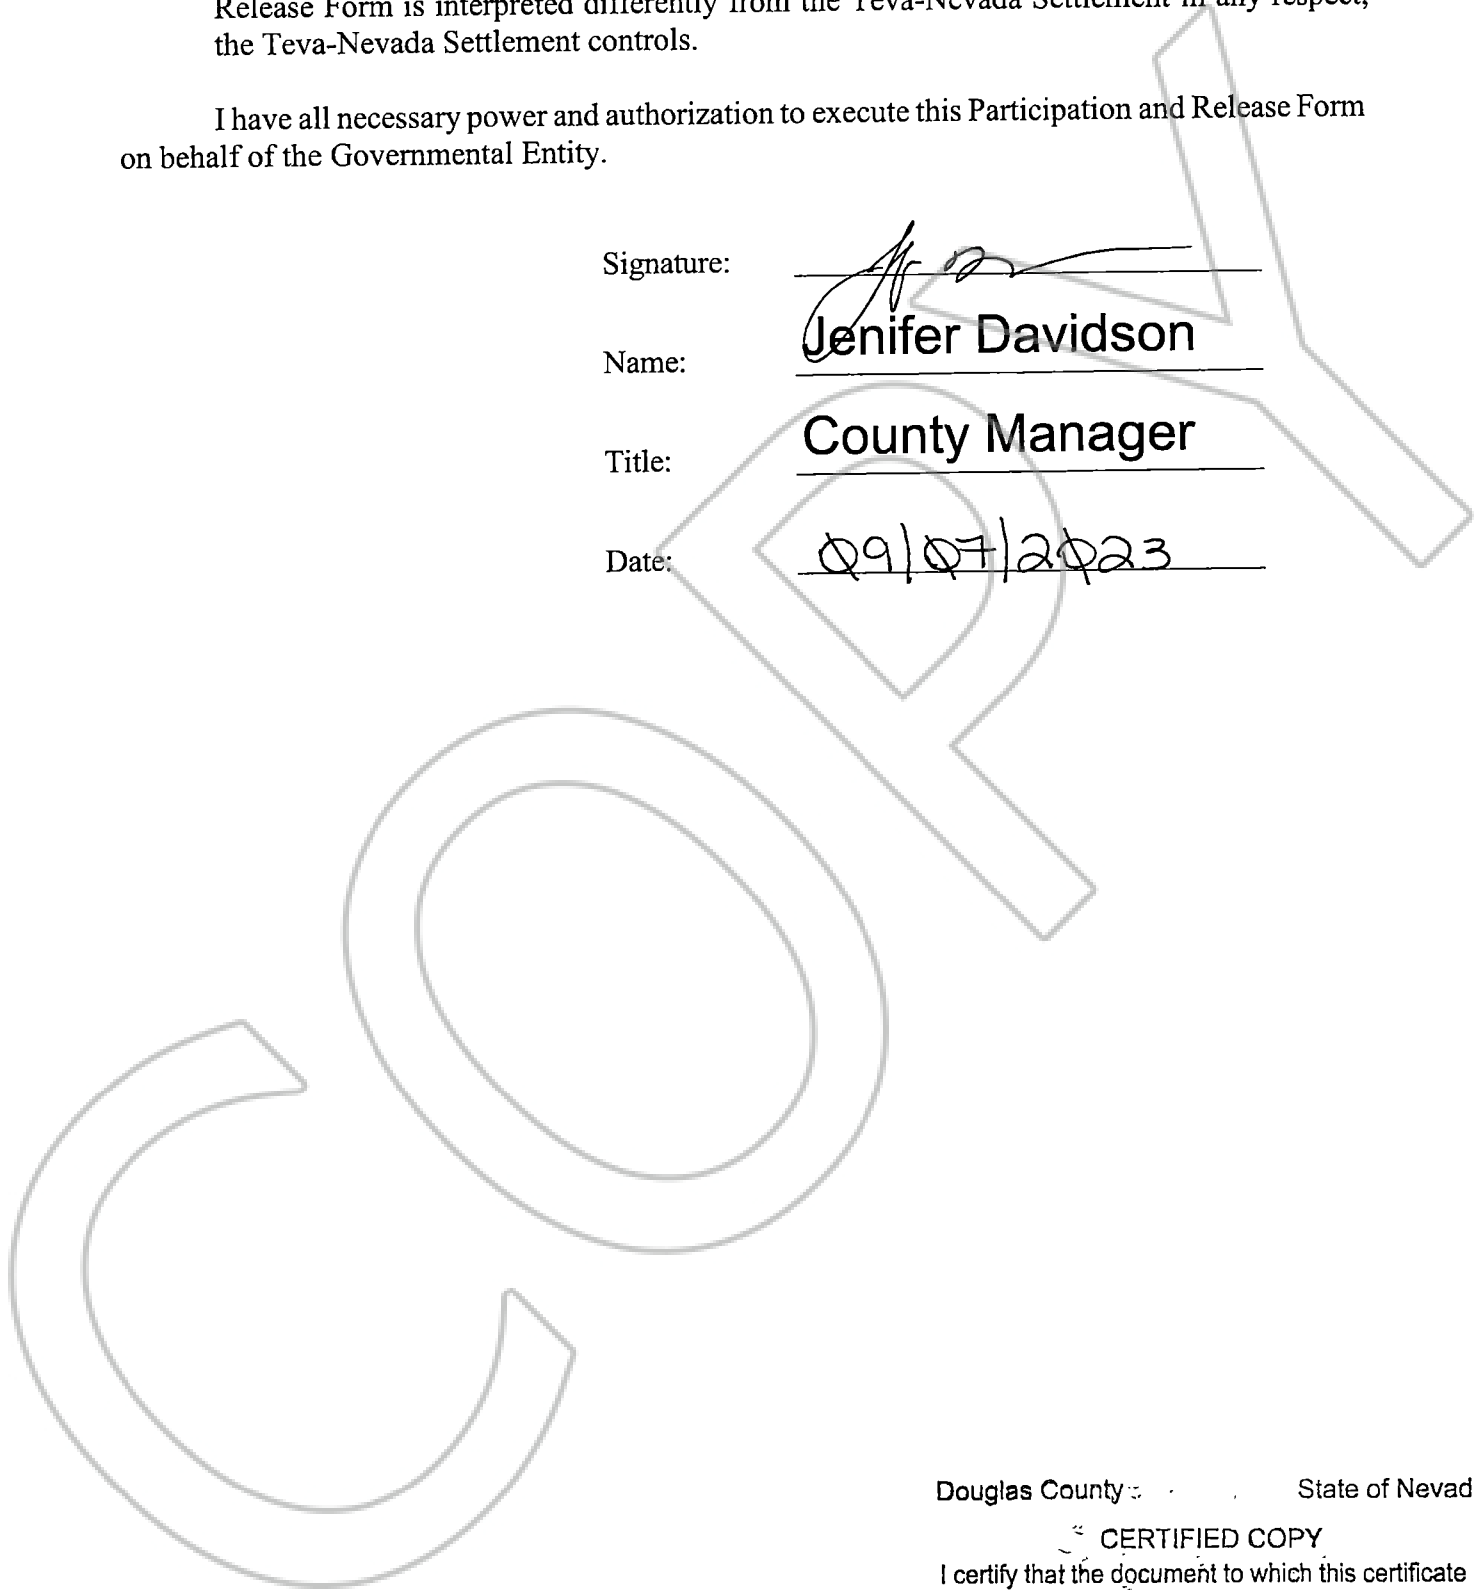 Release Form is interpreted differently from the Teva-Nevada Settlement in any respect,
the Teva-Nevada Settlement controls.
I have all necessary power and authorization to execute this Participation and Release Form
on behalf of the Governmental Entity.
Signature:
Name: Jenifer Davidson
Title: County Manager
Date: 09/07/2023
COPY
Douglas County State of Nevad
CERTIFIED COPY
I certify that the document to which this certificate